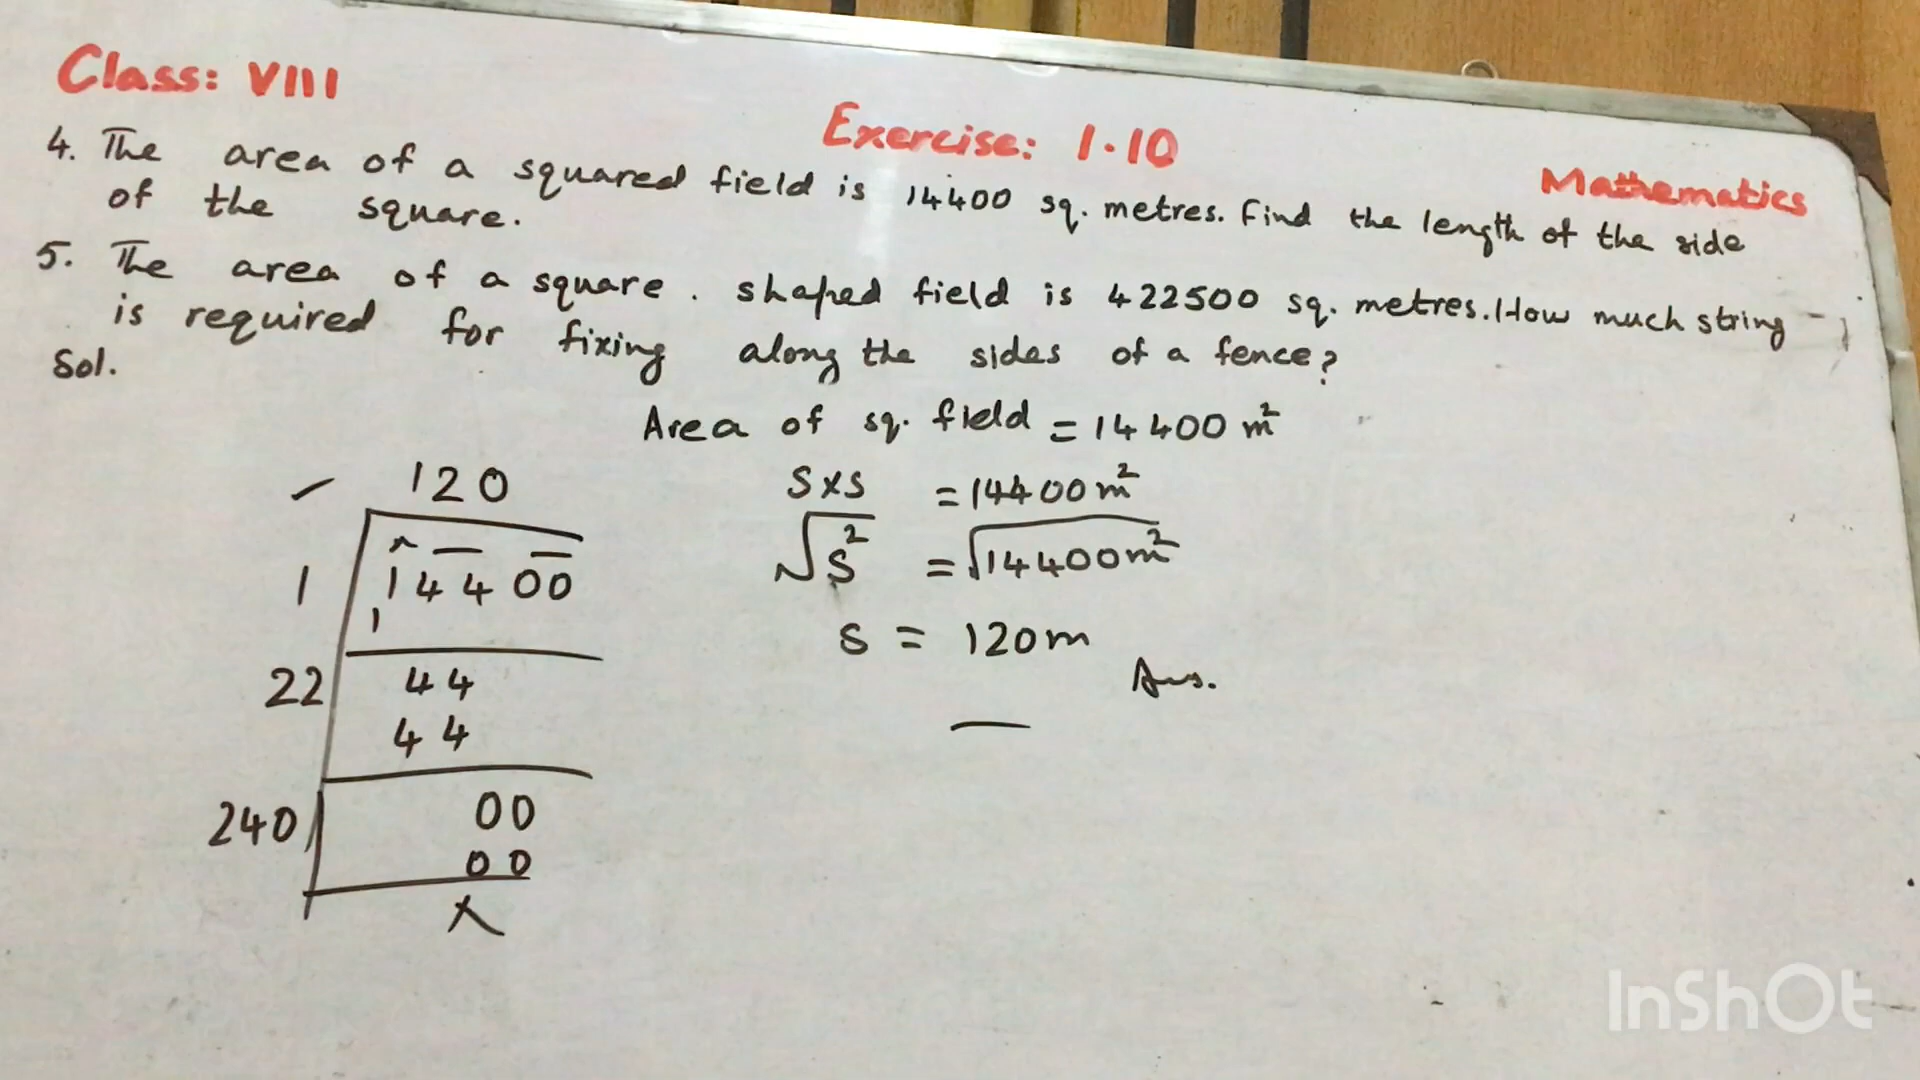 Class: VIII
Exercise: 1.10
Mathematics
4. The area of a squared field is 14400 sq. metres. Find the length of the side
of the square.
5. The area of a square. shaped field is 422500 sq. metres. How much string
is required for fixing along the sides of a fence?
Sol.
Area of sq. field = 14400 m²
S×S = 14400 m²
√S² = √14400m²
S = 120m
Ans.
120
1 14400
1
22 44
44
240 00
00
×
InShOt